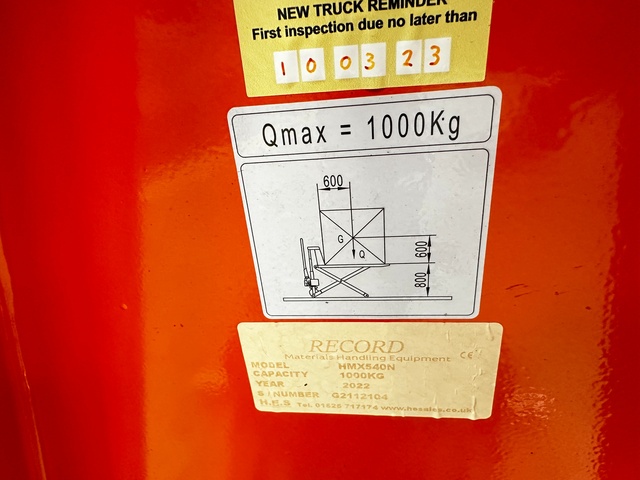 NEW TRUCK REMINDER
First inspection due no later than
10 03 23
Qmax = 1000Kg
600
G
Q
600
800
RECORD
Materials Handling Equipment CE
MODEL HMX540N
CAPACITY 1000KG
YEAR 2022
S / NUMBER G2112104
H.E.S Tel. 01625 717174 www.hesales.co.uk